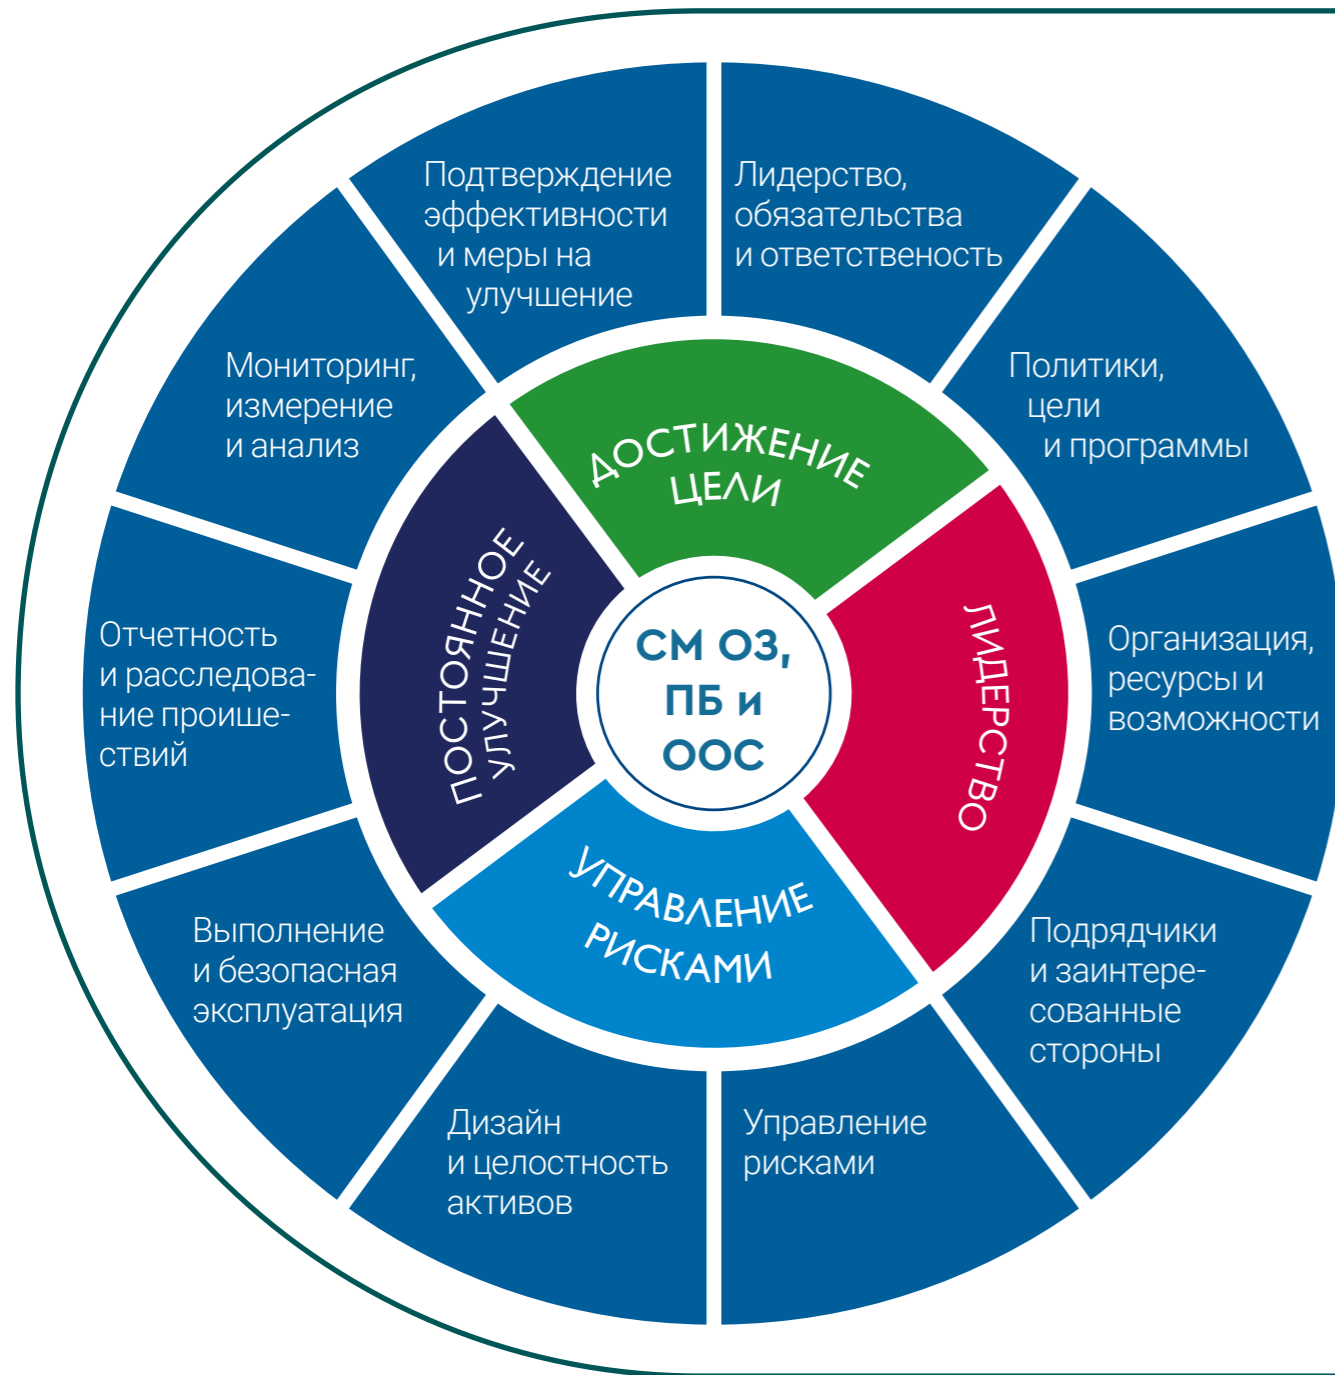 Подтверждение
эффективности
и меры на
улучшение
Лидерство,
обязательства
и ответственость
Политики,
цели
и программы
Организация,
ресурсы и
возможности
Подрядчики
и заинтере-
сованные
стороны
Управление
рисками
Дизайн
и целостность
активов
Выполнение
и безопасная
эксплуатация
Отчетность
и расследова-
ние происше-
ствий
Мониторинг,
измерение
и анализ
ДОСТИЖЕНИЕ
ЦЕЛИ
ЛИДЕРСТВО
УПРАВЛЕНИЕ
РИСКАМИ
ПОСТОЯННОЕ
УЛУЧШЕНИЕ
СМ ОЗ,
ПБ и
ООС